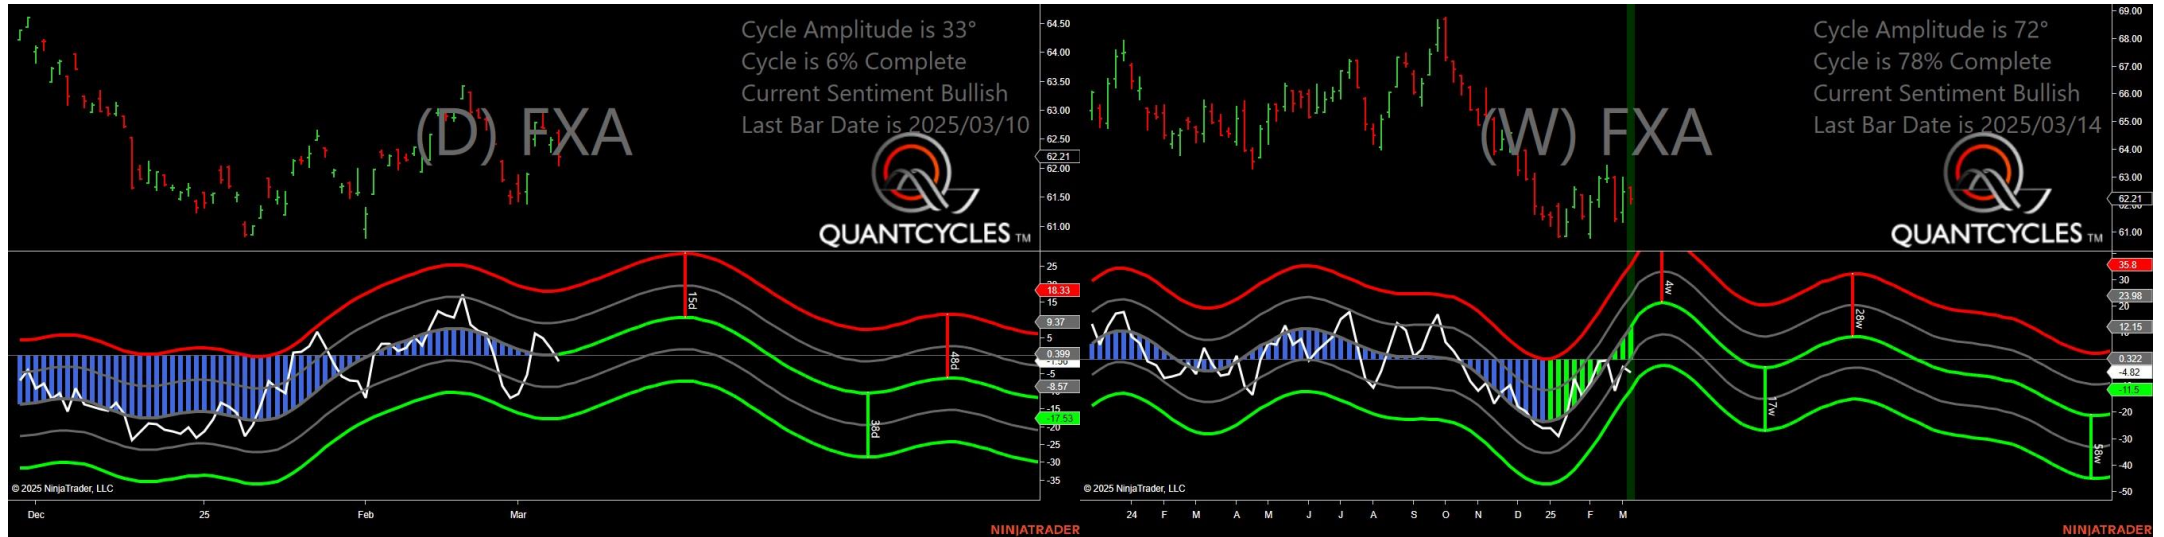 Cycle Amplitude is 33°
Cycle is 6% Complete
Current Sentiment Bullish
Last Bar Date is 2025/03/10
(D) FXA
QUANTCYCLES TM
64.50
64.00
63.50
63.00
62.50
62.21
62.00
61.50
61.00
25
18.33
15
9.37
5
0.399
-5
-8.57
-15
-17.53
-20
-25
-30
-35
15d
38d
48d
© 2025 NinjaTrader, LLC
Dec
25
Feb
Mar
NINJATRADER
Cycle Amplitude is 72°
Cycle is 78% Complete
Current Sentiment Bullish
Last Bar Date is 2025/03/14
(W) FXA
QUANTCYCLES TM
69.00
68.00
67.00
66.00
65.00
64.00
63.00
62.21
61.00
35.8
30
23.98
20
12.15
0.322
-4.82
-11.5
-20
-30
-40
-50
4w
17w
28w
58w
© 2025 NinjaTrader, LLC
24
F
M
A
M
J
J
A
S
O
N
D
25
F
M
NINJATRADER